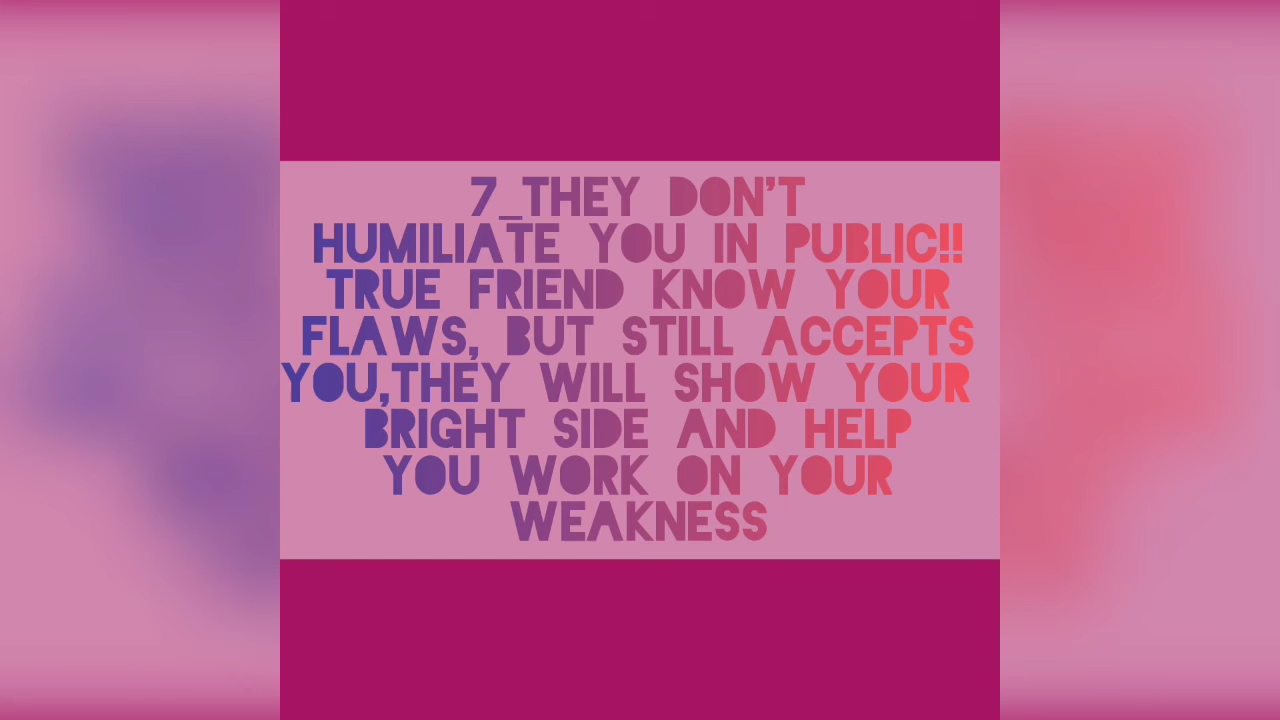 7_THEY DON'T
HUMILIATE YOU IN PUBLIC!!
TRUE FRIEND KNOW YOUR
FLAWS, BUT STILL ACCEPTS
YOU,THEY WILL SHOW YOUR
BRIGHT SIDE AND HELP
YOU WORK ON YOUR
WEAKNESS